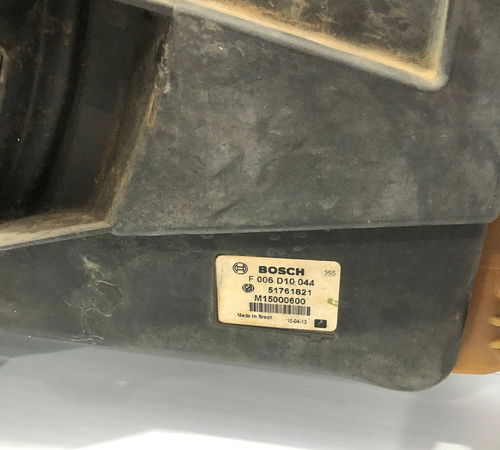 BOSCH 355
F 006 D10 044
51761821
M15000600
Made in Brazil 10-04-13